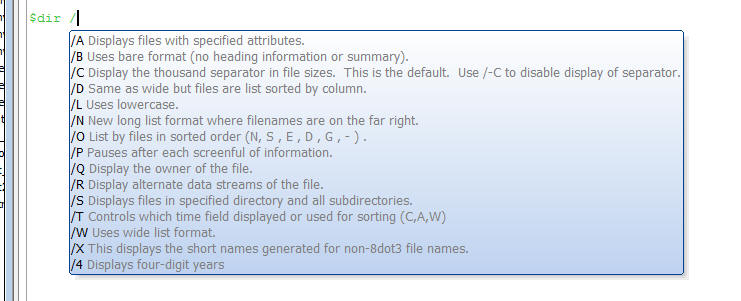 $dir /
/A Displays files with specified attributes.
/B Uses bare format (no heading information or summary).
/C Display the thousand separator in file sizes.  This is the default.  Use /-C to disable display of separator.
/D Same as wide but files are list sorted by column.
/L Uses lowercase.
/N New long list format where filenames are on the far right.
/O List by files in sorted order (N, S , E , D , G , - ) .
/P Pauses after each screenful of information.
/Q Display the owner of the file.
/R Display alternate data streams of the file.
/S Displays files in specified directory and all subdirectories.
/T Controls which time field displayed or used for sorting (C,A,W)
/W Uses wide list format.
/X This displays the short names generated for non-8dot3 file names.
/4 Displays four-digit years